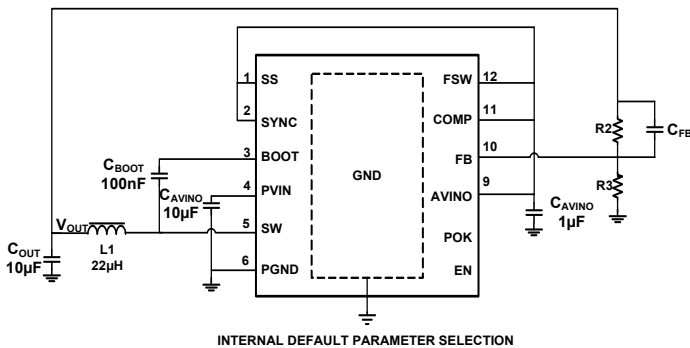 1 SS FSW 12
2 SYNC COMP 11
3 BOOT FB 10
4 PVIN AVINO 9
5 SW POK
6 PGND EN
GND
CBOOT
100nF
CAVINO
10µF
VOUT
L1
22µH
COUT
10µF
R2
CFB
R3
CAVINO
1µF
INTERNAL DEFAULT PARAMETER SELECTION